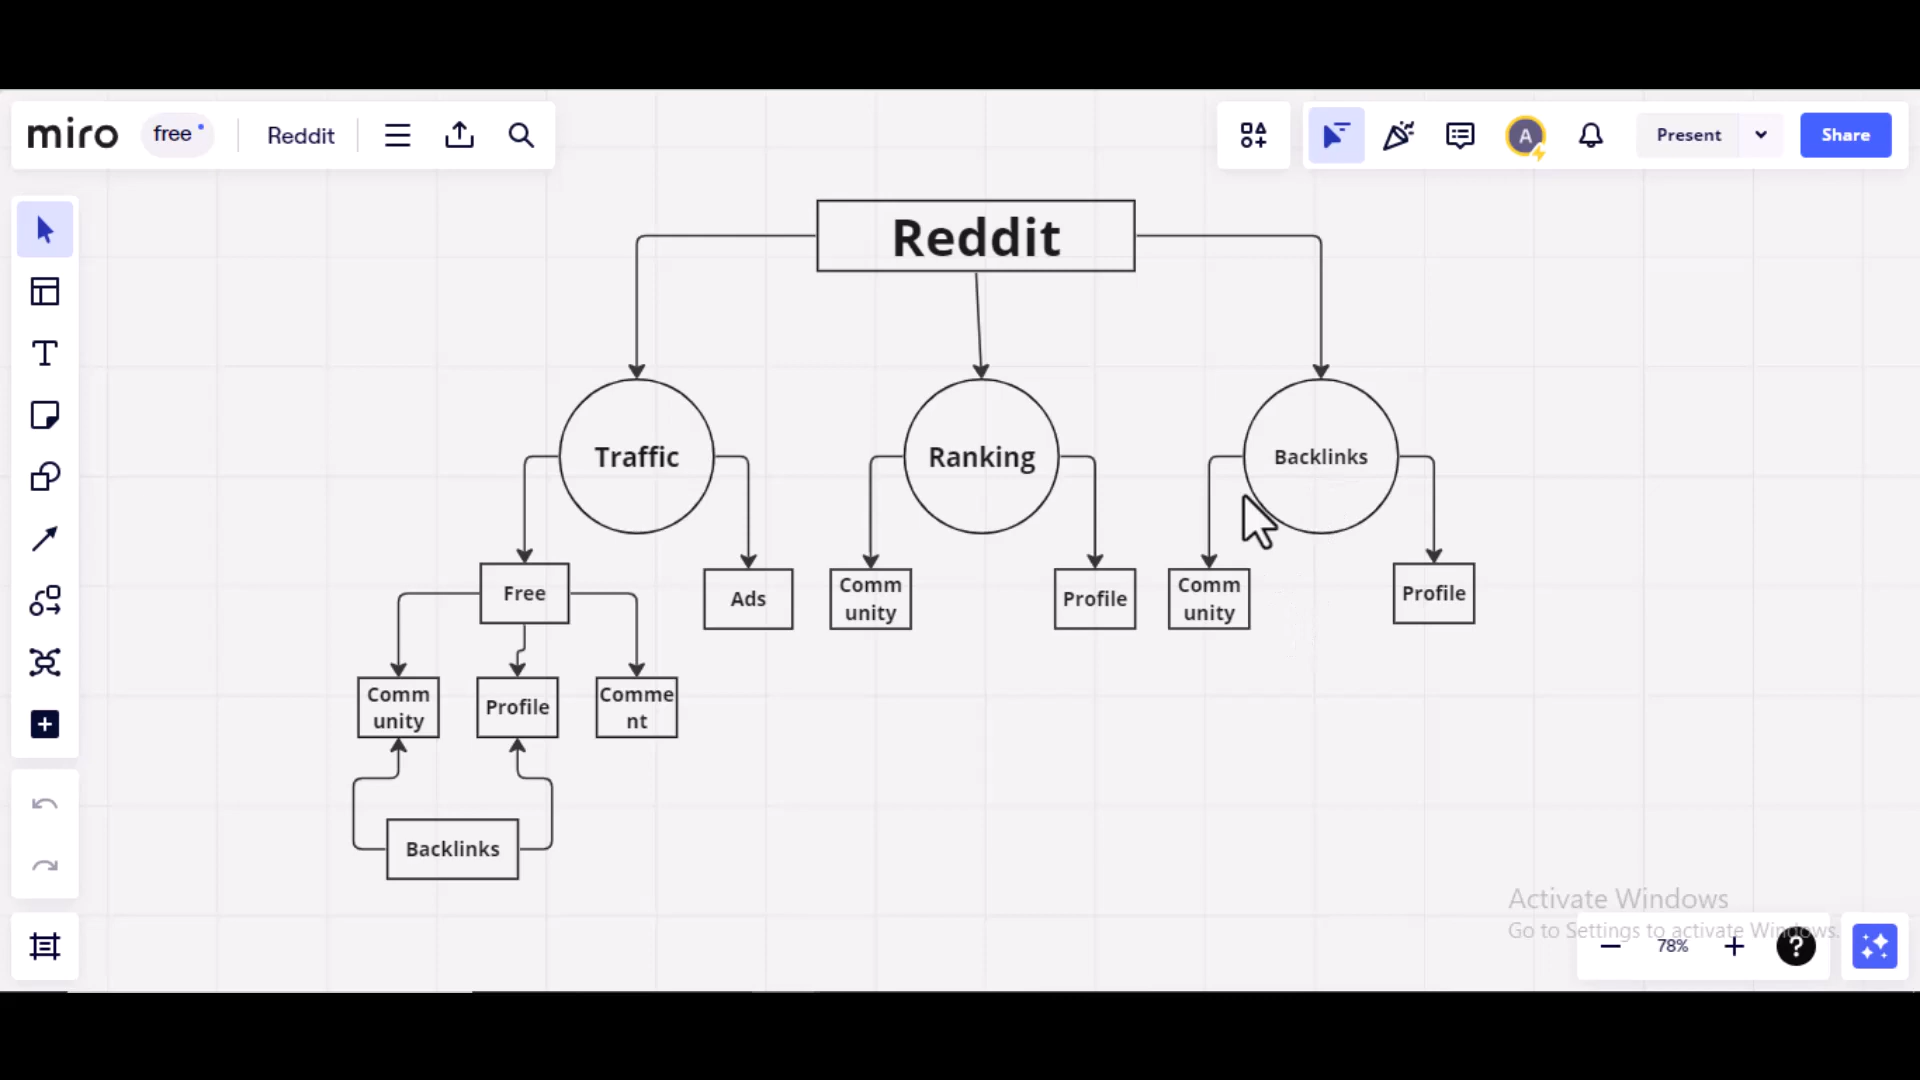 miro free Reddit
A Present Share
Reddit
Traffic
Ranking
Backlinks
Free
Ads
Comm
unity
Profile
Comm
unity
Profile
Comm
unity
Profile
Comme
nt
Backlinks
Activate Windows
Go to Settings to activate Windows.
78%